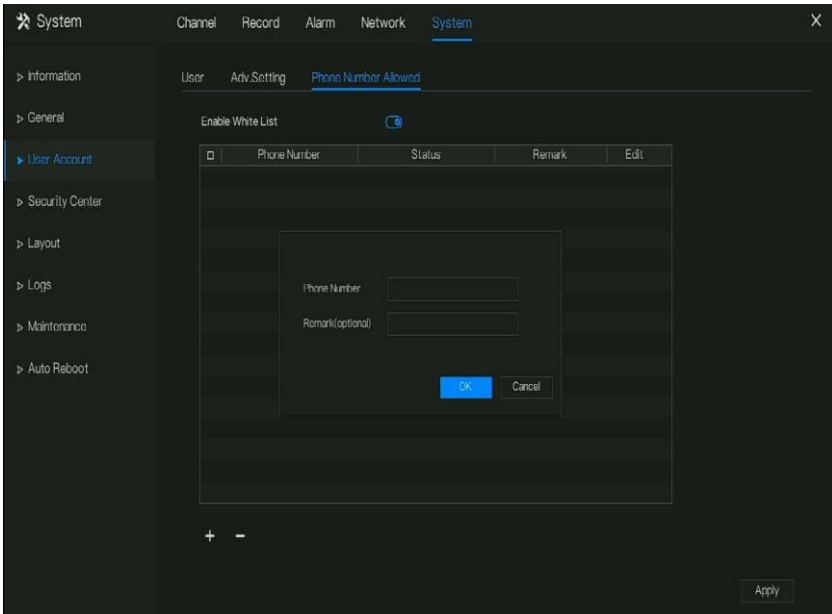 System Channel Record Alarm Network System X
Information
General
User Account
Security Center
Layout
Logs
Maintenance
Auto Reboot
User Adv.Setting Phone Number Allowed
Enable White List
Phone Number Status Remark Edit
Phone Number
Remark(optional)
OK Cancel
+ -
Apply